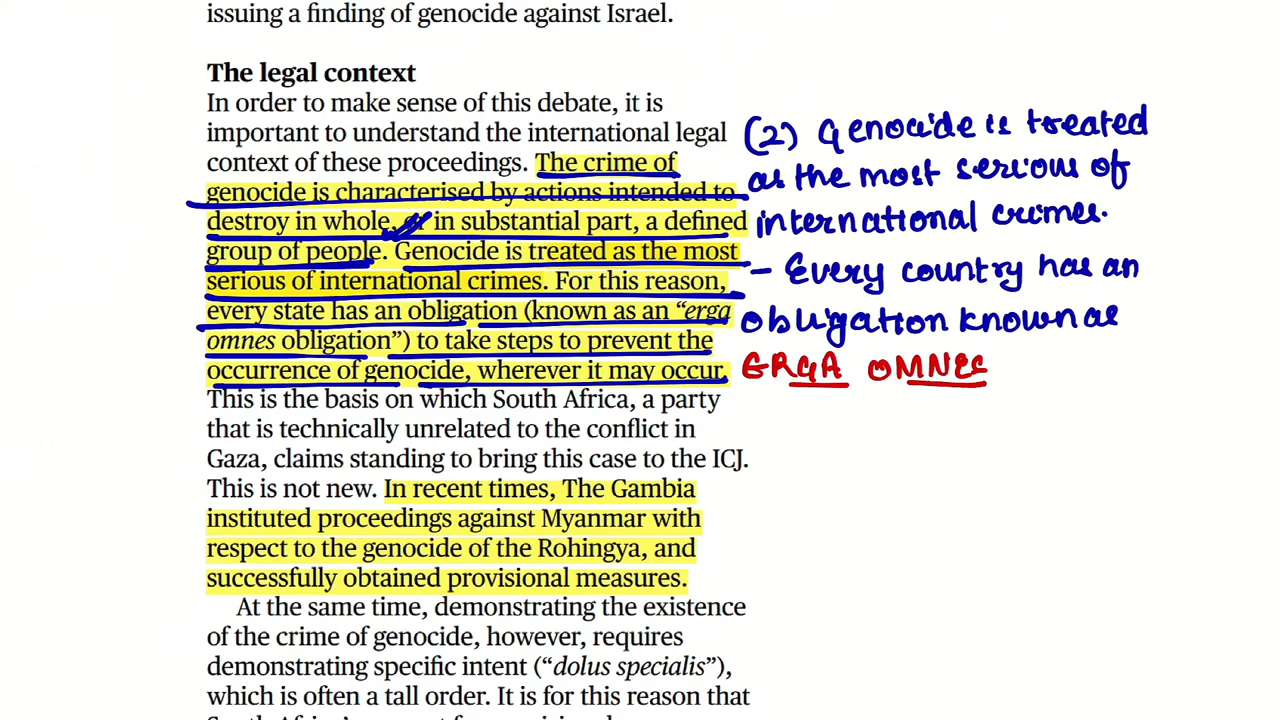 issuing a finding of genocide against Israel.
The legal context
In order to make sense of this debate, it is
important to understand the international legal
context of these proceedings. The crime of
genocide is characterised by actions intended to
destroy in whole, or in substantial part, a defined
group of people. Genocide is treated as the most
serious of international crimes. For this reason,
every state has an obligation (known as an “erga
omnes obligation”) to take steps to prevent the
occurrence of genocide, wherever it may occur.
This is the basis on which South Africa, a party
that is technically unrelated to the conflict in
Gaza, claims standing to bring this case to the ICJ.
This is not new. In recent times, The Gambia
instituted proceedings against Myanmar with
respect to the genocide of the Rohingya, and
successfully obtained provisional measures.
At the same time, demonstrating the existence
of the crime of genocide, however, requires
demonstrating specific intent (“dolus specialis”),
which is often a tall order. It is for this reason that
(2) Genocide is treated
as the most serious of
international crimes.
- Every country has an
obligation known as
ERGA OMNES